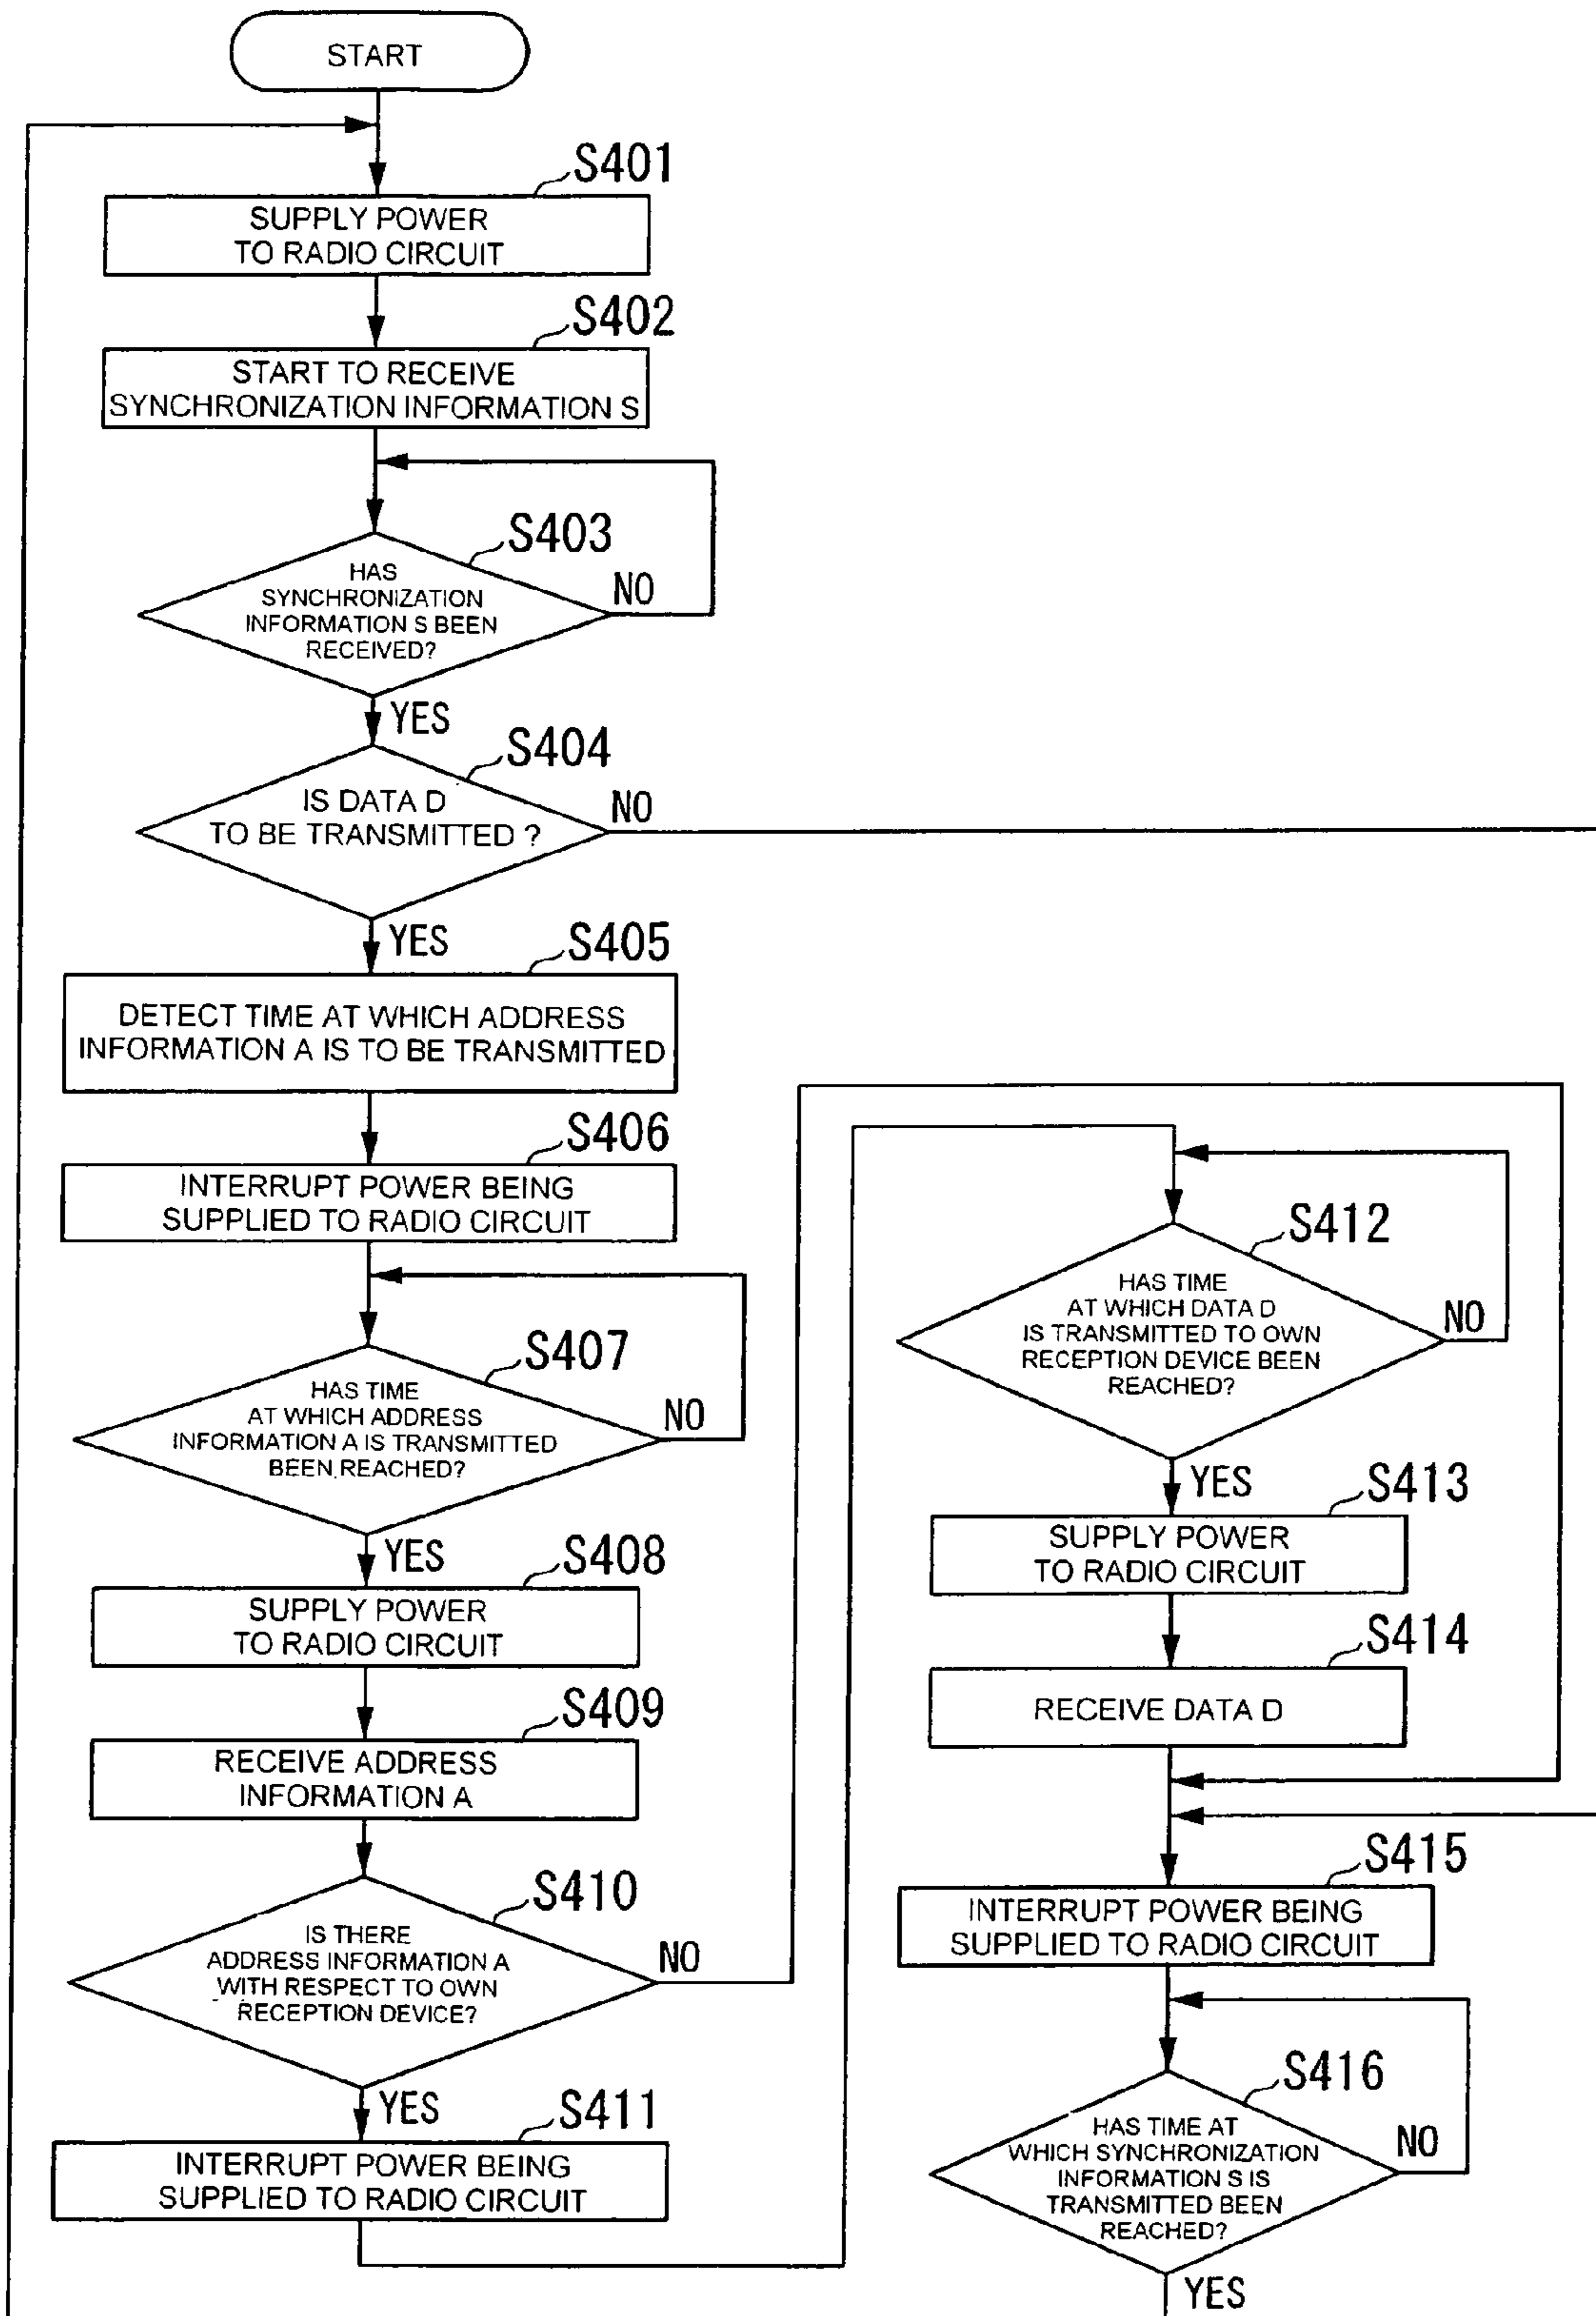 START
S401
SUPPLY POWER
TO RADIO CIRCUIT
S402
START TO RECEIVE
SYNCHRONIZATION INFORMATION S
S403
HAS
SYNCHRONIZATION
INFORMATION S BEEN
RECEIVED?
NO
YES
S404
IS DATA D
TO BE TRANSMITTED ?
NO
YES
S405
DETECT TIME AT WHICH ADDRESS
INFORMATION A IS TO BE TRANSMITTED
S406
INTERRUPT POWER BEING
SUPPLIED TO RADIO CIRCUIT
S407
HAS TIME
AT WHICH ADDRESS
INFORMATION A IS TRANSMITTED
BEEN REACHED?
NO
YES
S408
SUPPLY POWER
TO RADIO CIRCUIT
S409
RECEIVE ADDRESS
INFORMATION A
S410
IS THERE
ADDRESS INFORMATION A
WITH RESPECT TO OWN
RECEPTION DEVICE?
NO
YES
S411
INTERRUPT POWER BEING
SUPPLIED TO RADIO CIRCUIT
S412
HAS TIME
AT WHICH DATA D
IS TRANSMITTED TO OWN
RECEPTION DEVICE BEEN
REACHED?
NO
YES
S413
SUPPLY POWER
TO RADIO CIRCUIT
S414
RECEIVE DATA D
S415
INTERRUPT POWER BEING
SUPPLIED TO RADIO CIRCUIT
S416
HAS TIME AT
WHICH SYNCHRONIZATION
INFORMATION S IS
TRANSMITTED BEEN
REACHED?
NO
YES